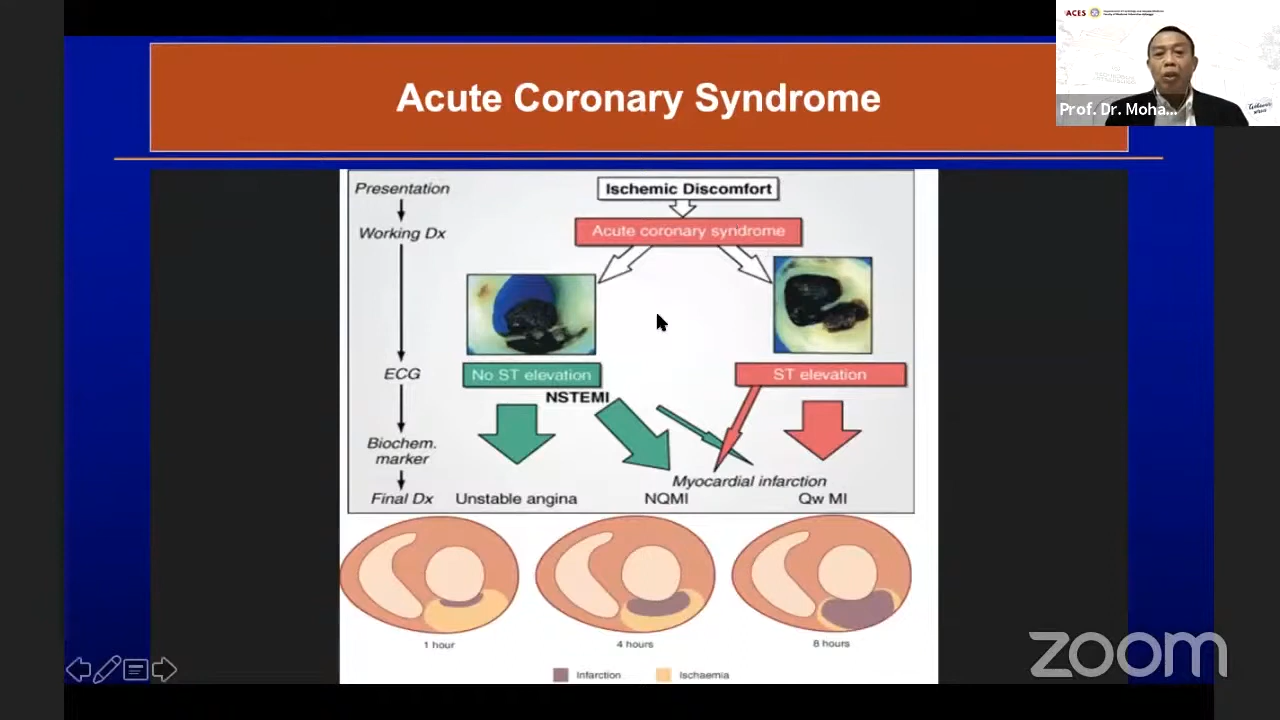 Acute Coronary Syndrome
ACES
Prof. Dr. Moha...
Presentation
Ischemic Discomfort
Working Dx
Acute coronary syndrome
ECG
No ST elevation
ST elevation
NSTEMI
Biochem.
marker
Myocardial infarction
Final Dx
Unstable angina
NQMI
Qw MI
1 hour
4 hours
8 hours
Infarction
Ischaemia
zoom